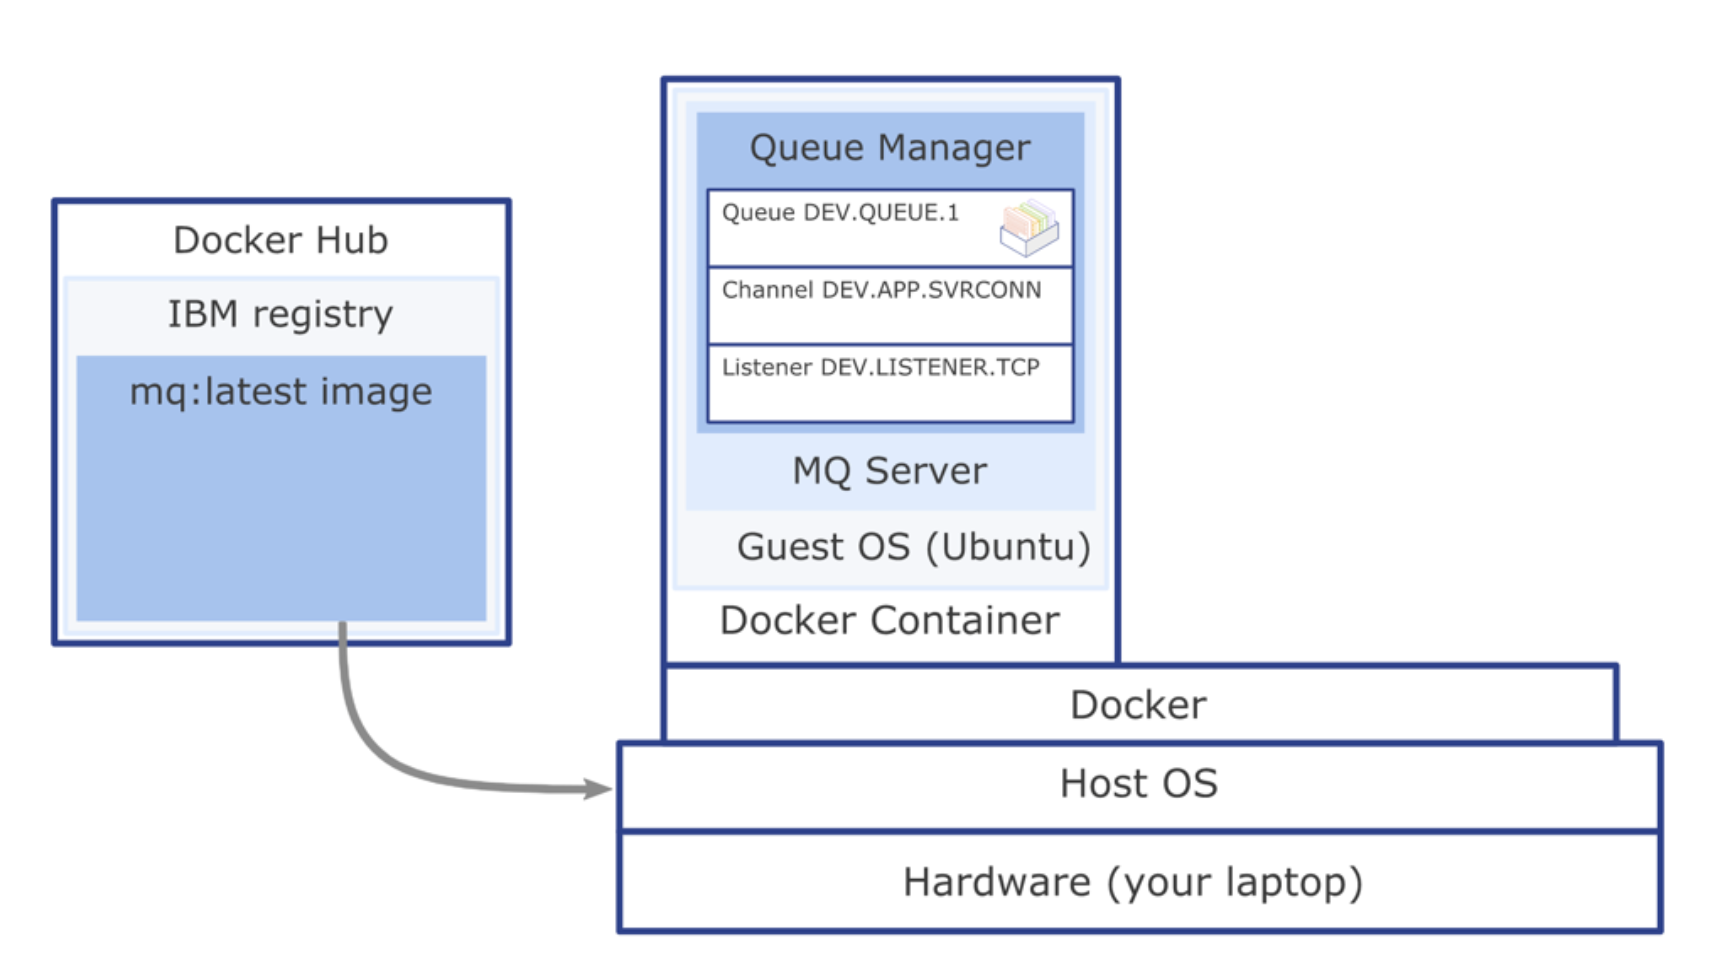 Docker Hub
IBM registry
mq:latest image
Queue Manager
Queue DEV.QUEUE.1
Channel DEV.APP.SVRCONN
Listener DEV.LISTENER.TCP
MQ Server
Guest OS (Ubuntu)
Docker Container
Docker
Host OS
Hardware (your laptop)